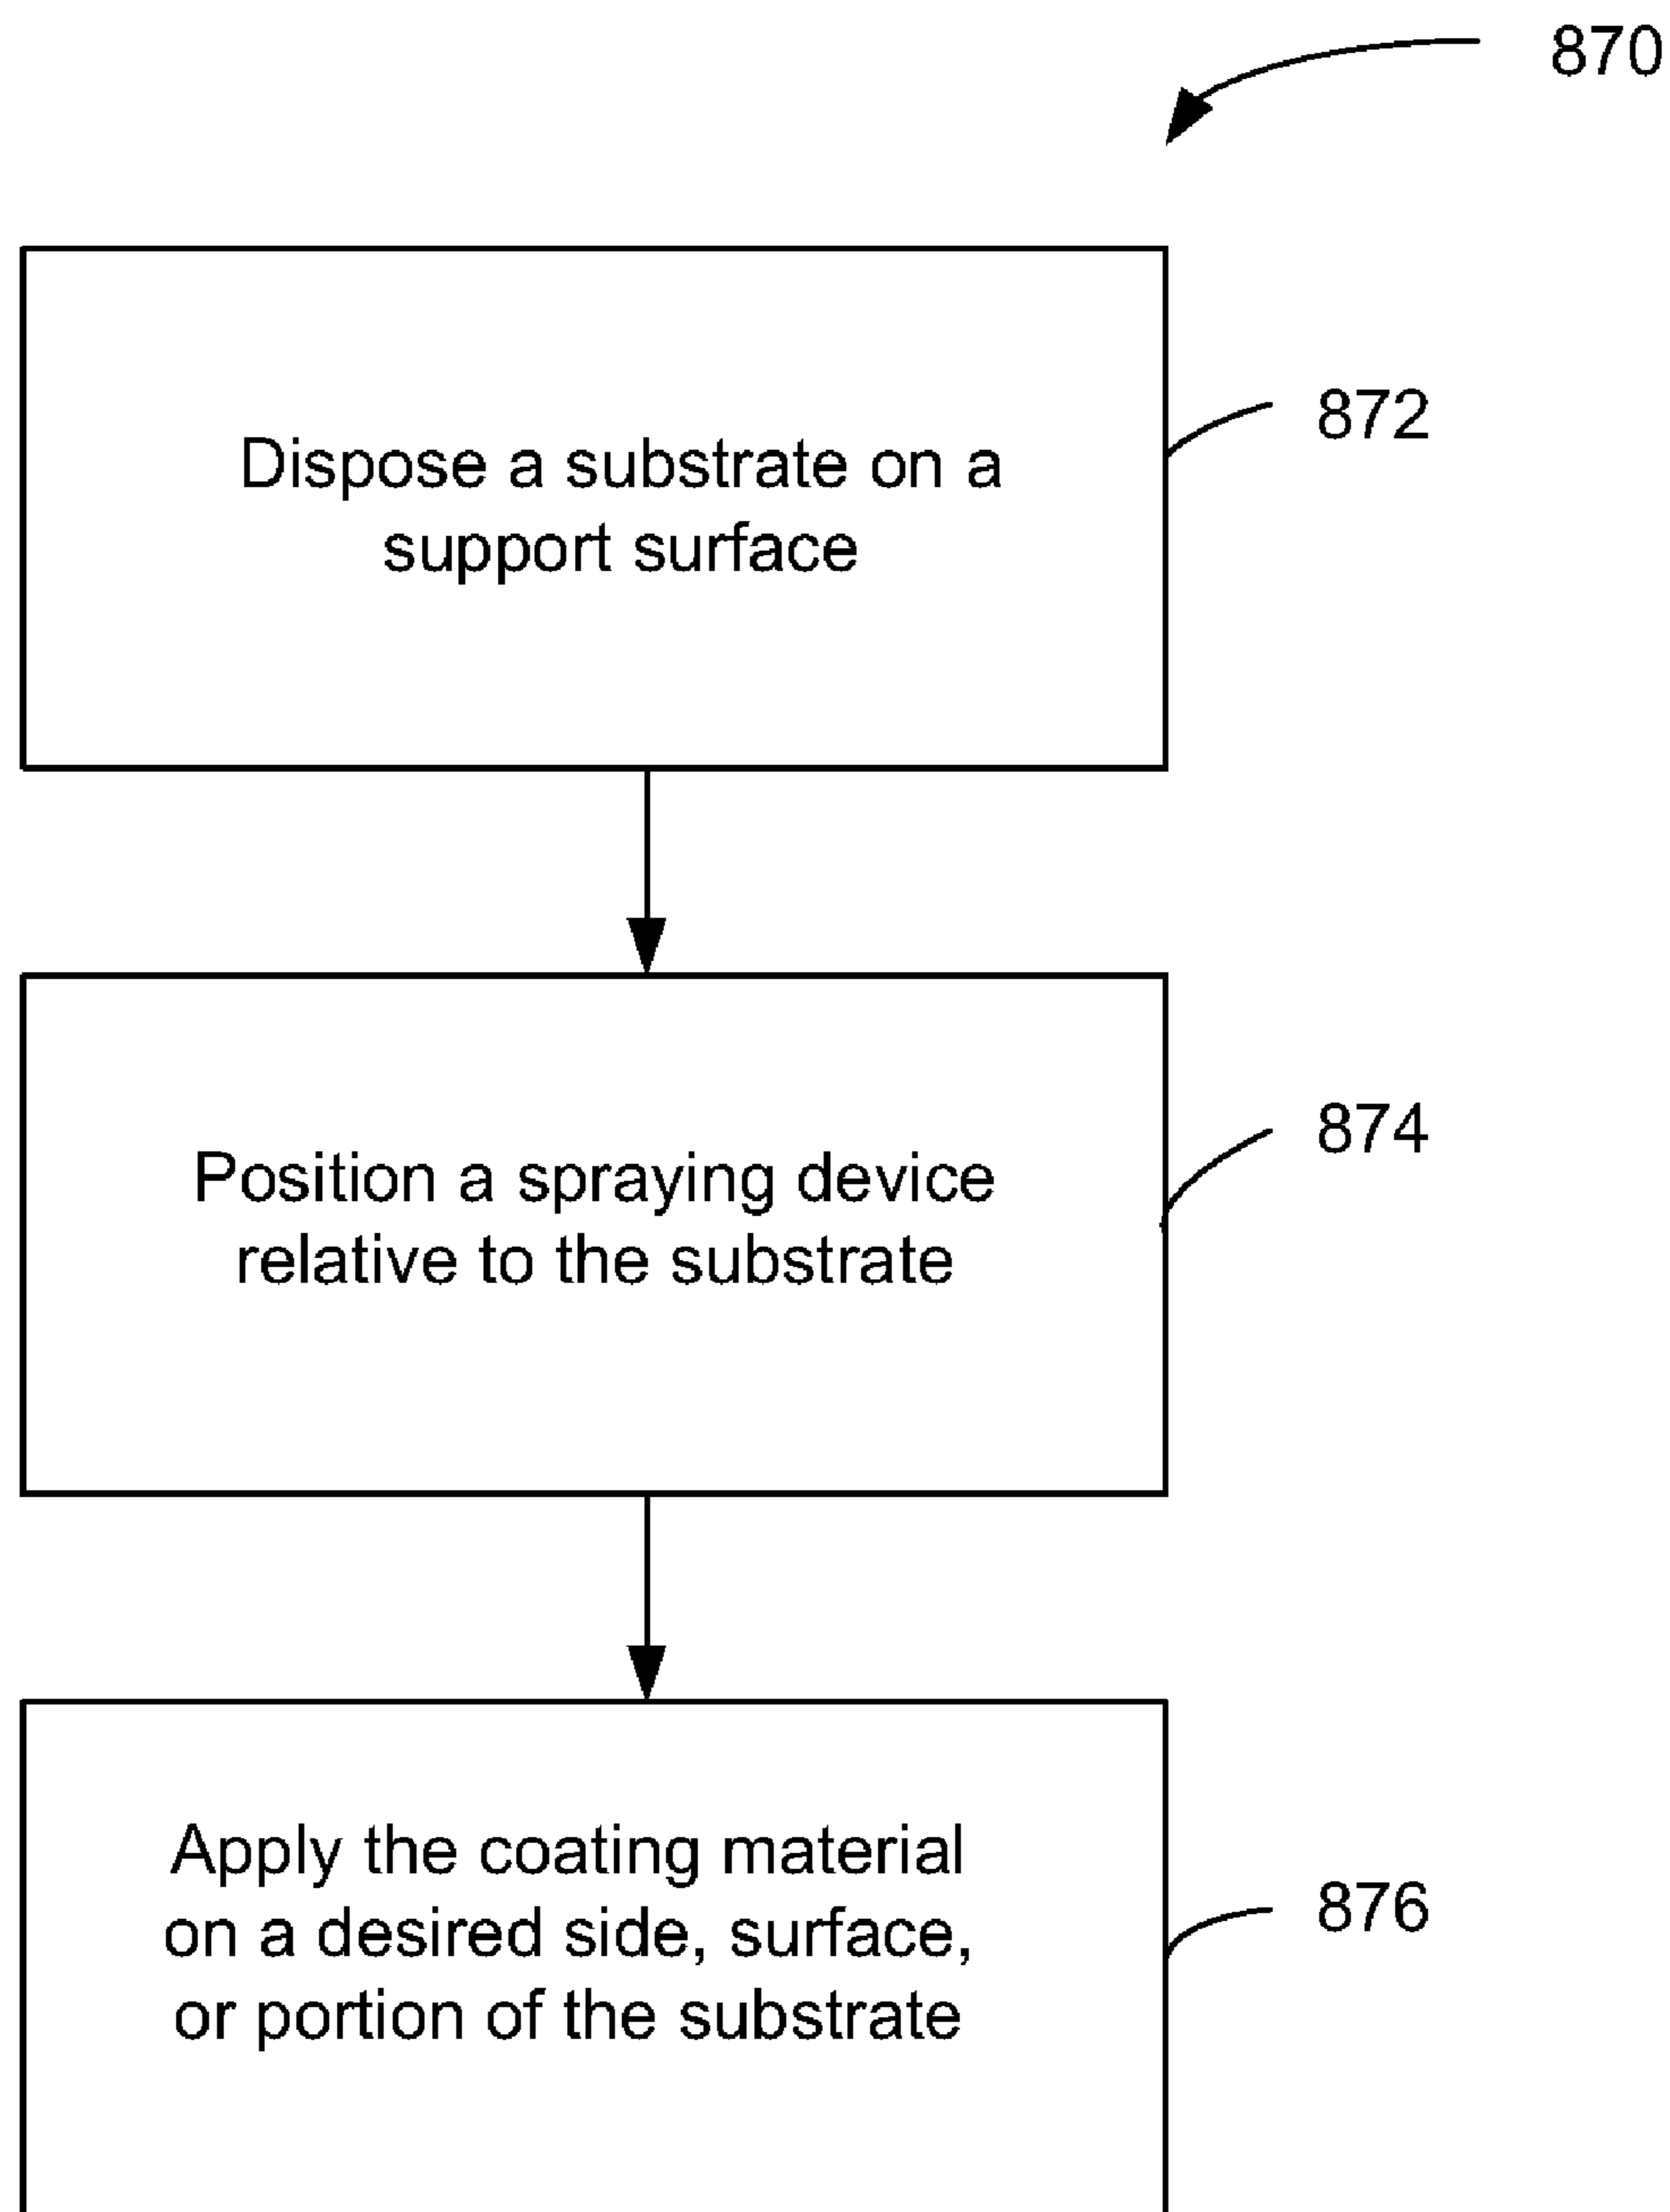 870
Dispose a substrate on a
support surface
872
Position a spraying device
relative to the substrate
874
Apply the coating material
on a desired side, surface,
or portion of the substrate
876